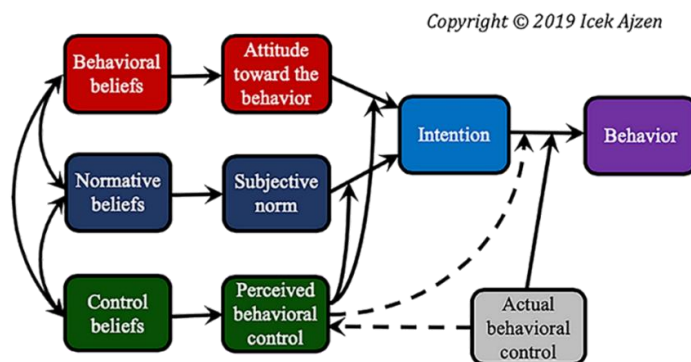 Copyright © 2019 Icek Ajzen
Behavioral
beliefs
Attitude
toward the
behavior
Intention
Behavior
Normative
beliefs
Subjective
norm
Control
beliefs
Perceived
behavioral
control
Actual
behavioral
control